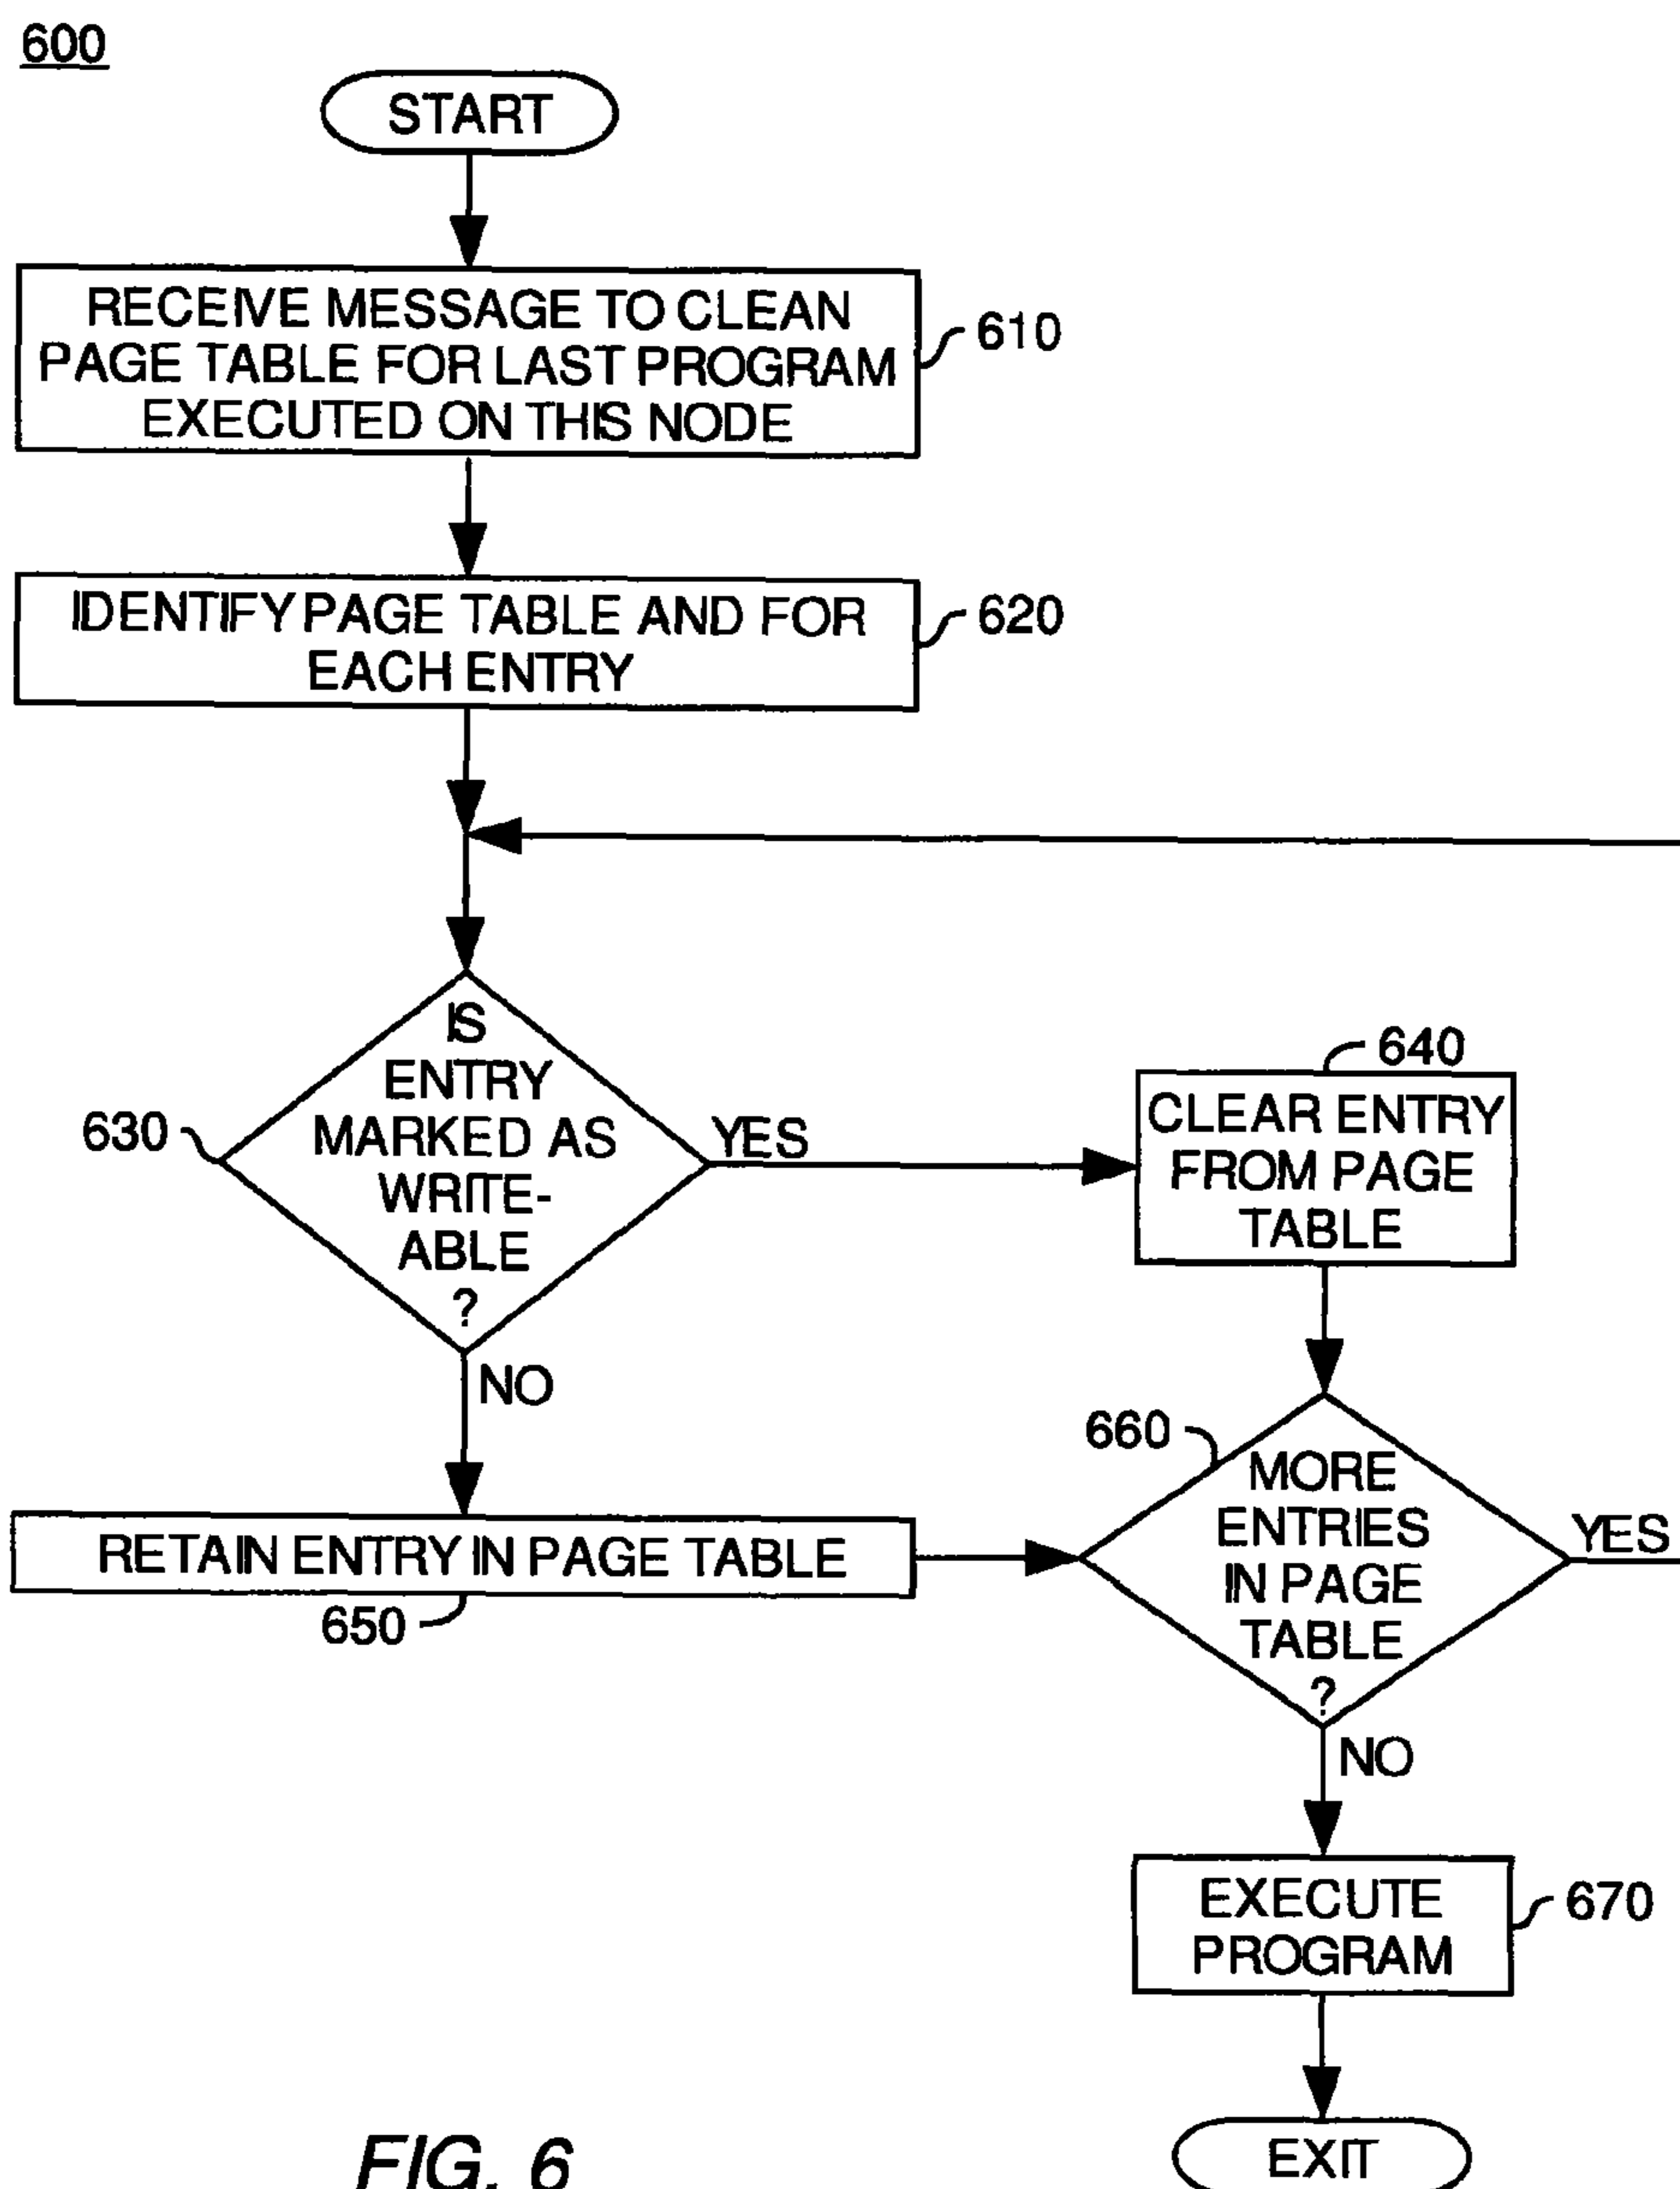 600
START
RECEIVE MESSAGE TO CLEAN
PAGE TABLE FOR LAST PROGRAM
EXECUTED ON THIS NODE
610
IDENTIFY PAGE TABLE AND FOR
EACH ENTRY
620
IS
ENTRY
MARKED AS
WRITE-
ABLE
?
630
YES
NO
640
CLEAR ENTRY
FROM PAGE
TABLE
RETAIN ENTRY IN PAGE TABLE
650
660
MORE
ENTRIES
IN PAGE
TABLE
?
YES
NO
EXECUTE
PROGRAM
670
EXIT
FIG. 6